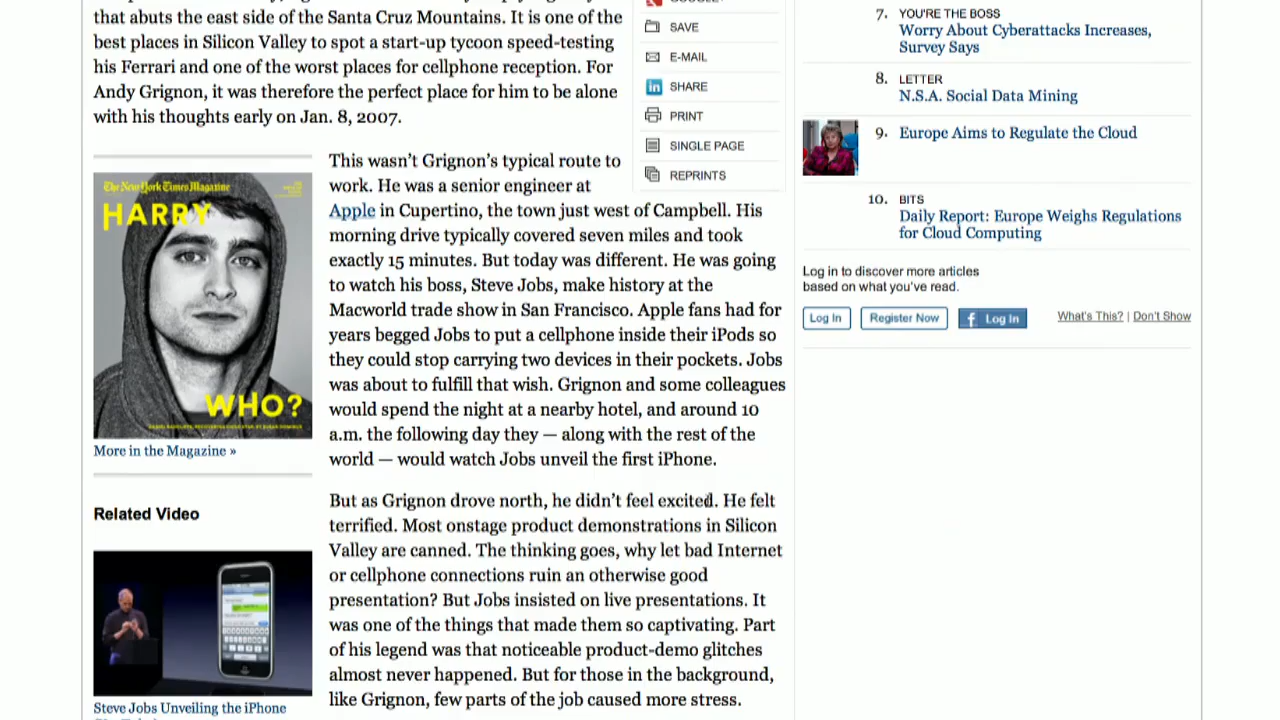 that abuts the east side of the Santa Cruz Mountains. It is one of the
best places in Silicon Valley to spot a start-up tycoon speed-testing
his Ferrari and one of the worst places for cellphone reception. For
Andy Grignon, it was therefore the perfect place for him to be alone
with his thoughts early on Jan. 8, 2007.
The New York Times Magazine
HARRY
WHO?
More in the Magazine »
Related Video
Steve Jobs Unveiling the iPhone
This wasn't Grignon's typical route to
work. He was a senior engineer at
Apple in Cupertino, the town just west of Campbell. His
morning drive typically covered seven miles and took
exactly 15 minutes. But today was different. He was going
to watch his boss, Steve Jobs, make history at the
Macworld trade show in San Francisco. Apple fans had for
years begged Jobs to put a cellphone inside their iPods so
they could stop carrying two devices in their pockets. Jobs
was about to fulfill that wish. Grignon and some colleagues
would spend the night at a nearby hotel, and around 10
a.m. the following day they — along with the rest of the
world — would watch Jobs unveil the first iPhone.
But as Grignon drove north, he didn't feel excited. He felt
terrified. Most onstage product demonstrations in Silicon
Valley are canned. The thinking goes, why let bad Internet
or cellphone connections ruin an otherwise good
presentation? But Jobs insisted on live presentations. It
was one of the things that made them so captivating. Part
of his legend was that noticeable product-demo glitches
almost never happened. But for those in the background,
like Grignon, few parts of the job caused more stress.
SAVE
E-MAIL
in SHARE
PRINT
SINGLE PAGE
REPRINTS
7. YOU'RE THE BOSS
Worry About Cyberattacks Increases,
Survey Says
8. LETTER
N.S.A. Social Data Mining
9. Europe Aims to Regulate the Cloud
10. BITS
Daily Report: Europe Weighs Regulations
for Cloud Computing
Log in to discover more articles
based on what you've read.
Log In Register Now f Log In What's This? | Don't Show